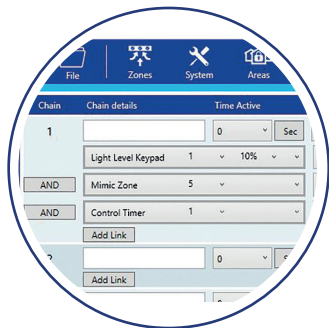 File Zones System Areas
Chain Chain details Time Active
1 0 Sec
Light Level Keypad 1 10%
AND Mimic Zone 5
AND Control Timer 1
Add Link
0
Add Link